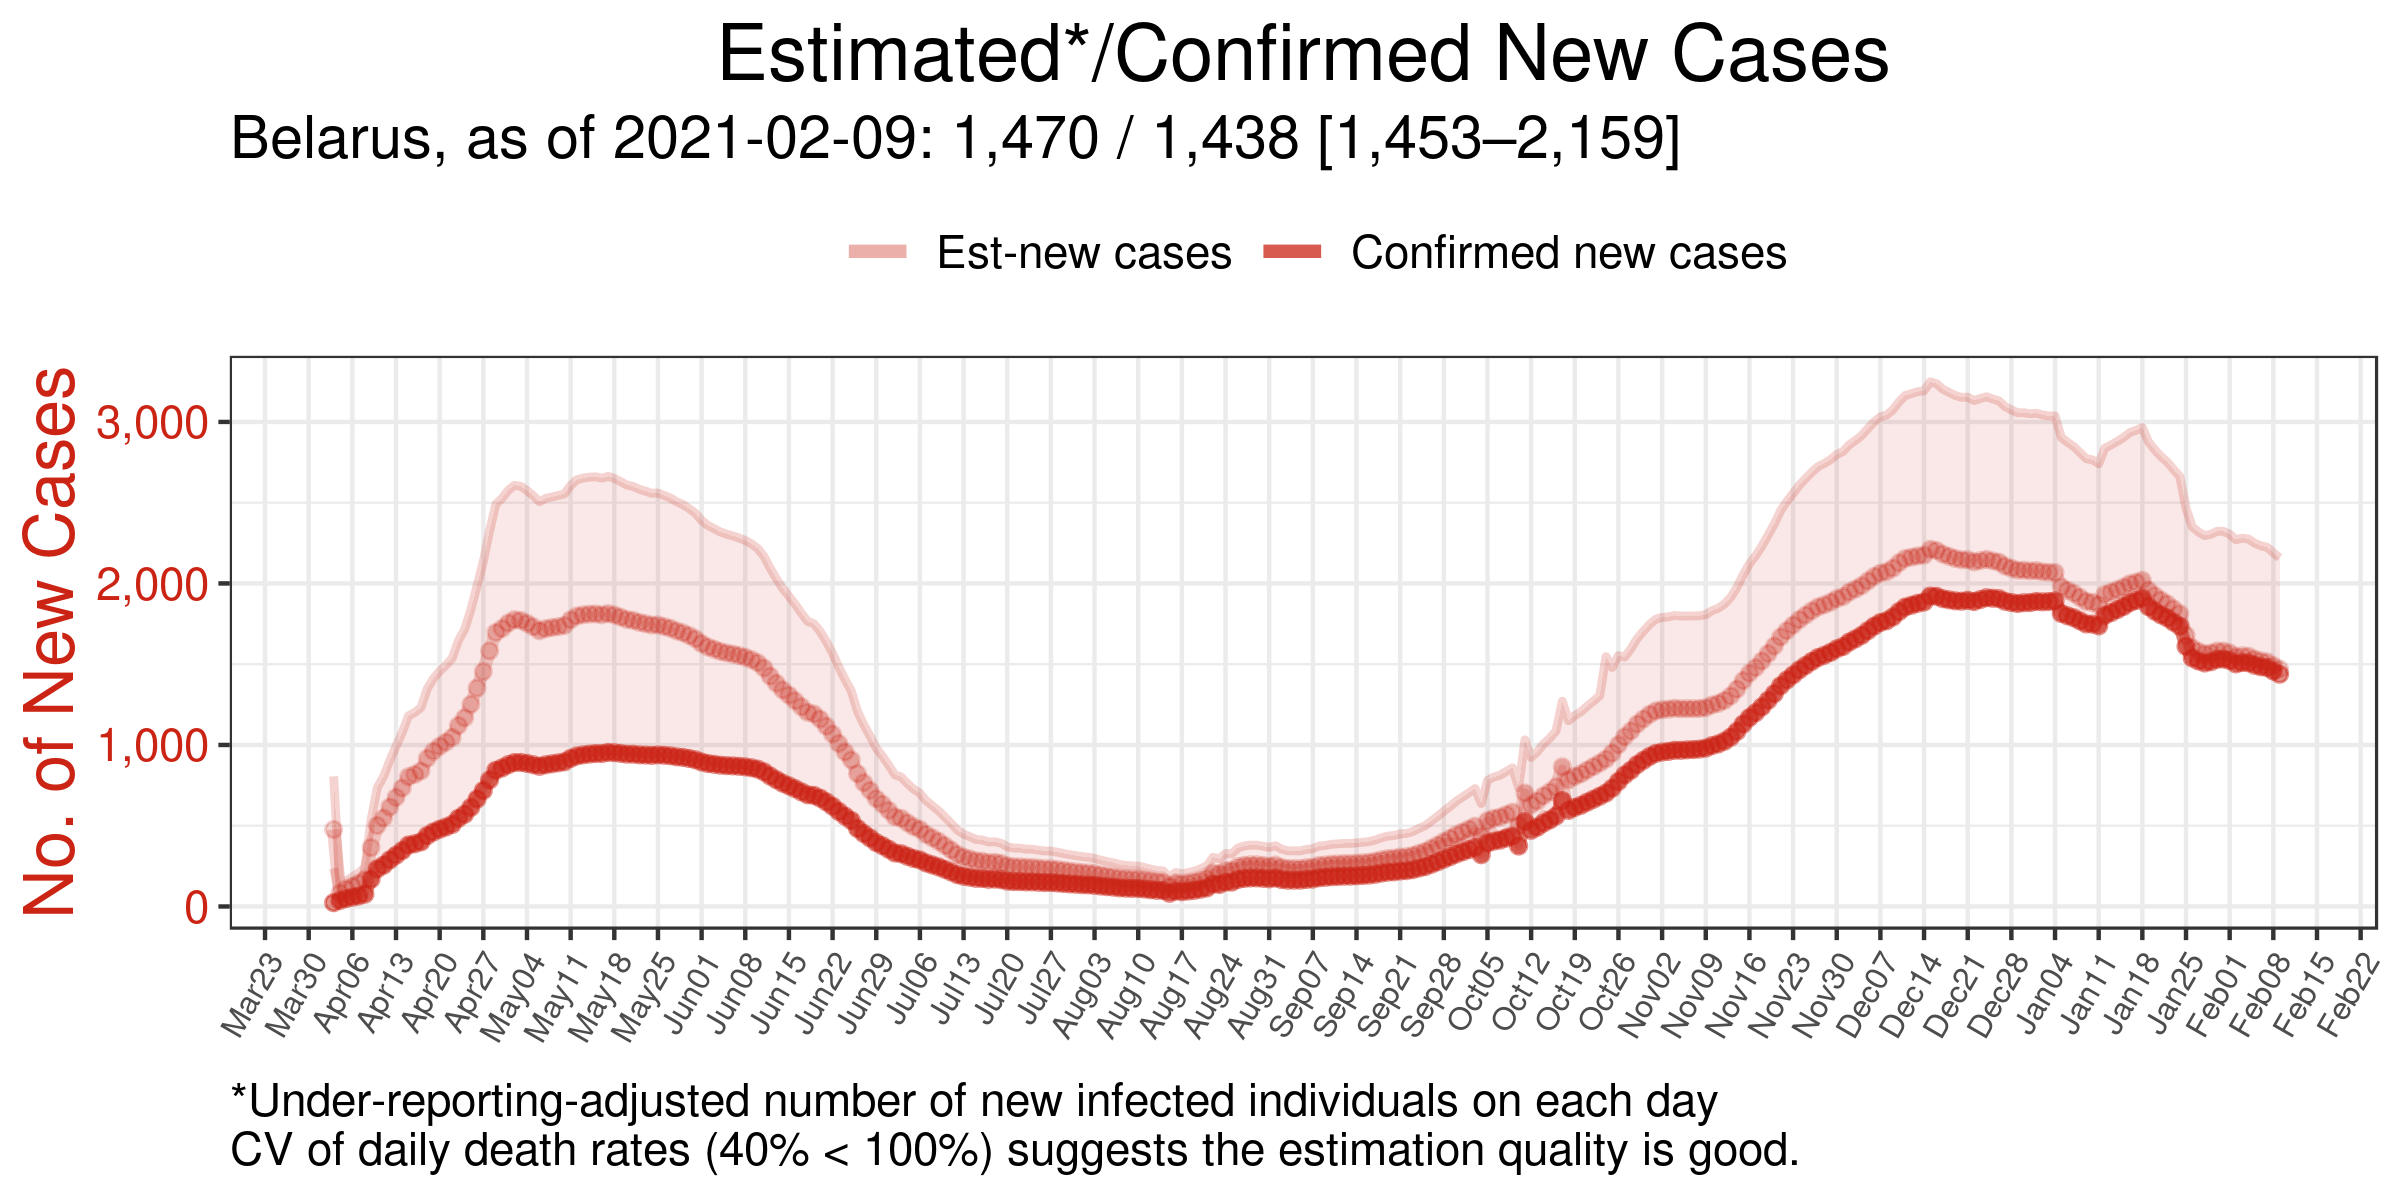 Estimated*/Confirmed New Cases
Belarus, as of 2021-02-09: 1,470 / 1,438 [1,453–2,159]
Est-new cases Confirmed new cases
No. of New Cases
3,000
2,000
1,000
0
Mar23 Mar30 Apr06 Apr13 Apr20 Apr27 May04 May11 May18 May25 Jun01 Jun08 Jun15 Jun22 Jun29 Jul06 Jul13 Jul20 Jul27 Aug03 Aug10 Aug17 Aug24 Aug31 Sep07 Sep14 Sep21 Sep28 Oct05 Oct12 Oct19 Oct26 Nov02 Nov09 Nov16 Nov23 Nov30 Dec07 Dec14 Dec21 Dec28 Jan04 Jan11 Jan18 Jan25 Feb01 Feb08 Feb15 Feb22
*Under-reporting-adjusted number of new infected individuals on each day
CV of daily death rates (40% < 100%) suggests the estimation quality is good.